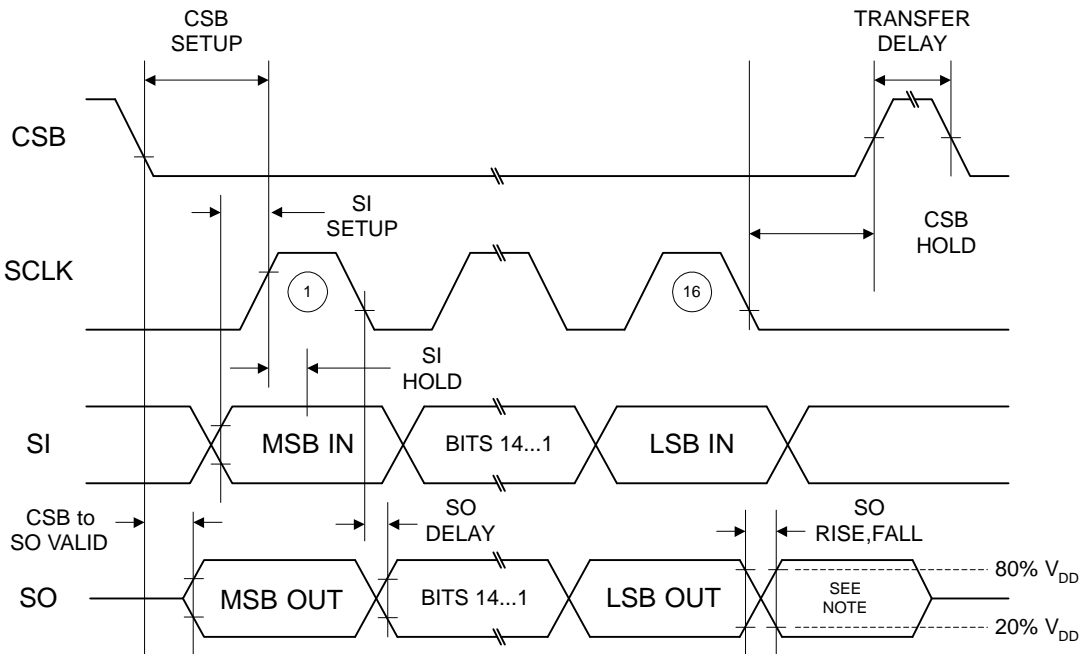 CSB
SETUP
TRANSFER
DELAY
CSB
SI
SETUP
CSB
HOLD
SCLK
1
16
SI
HOLD
SI
MSB IN
BITS 14...1
LSB IN
CSB to
SO VALID
SO
DELAY
SO
RISE,FALL
SO
MSB OUT
BITS 14...1
LSB OUT
SEE
NOTE
80% VDD
20% VDD